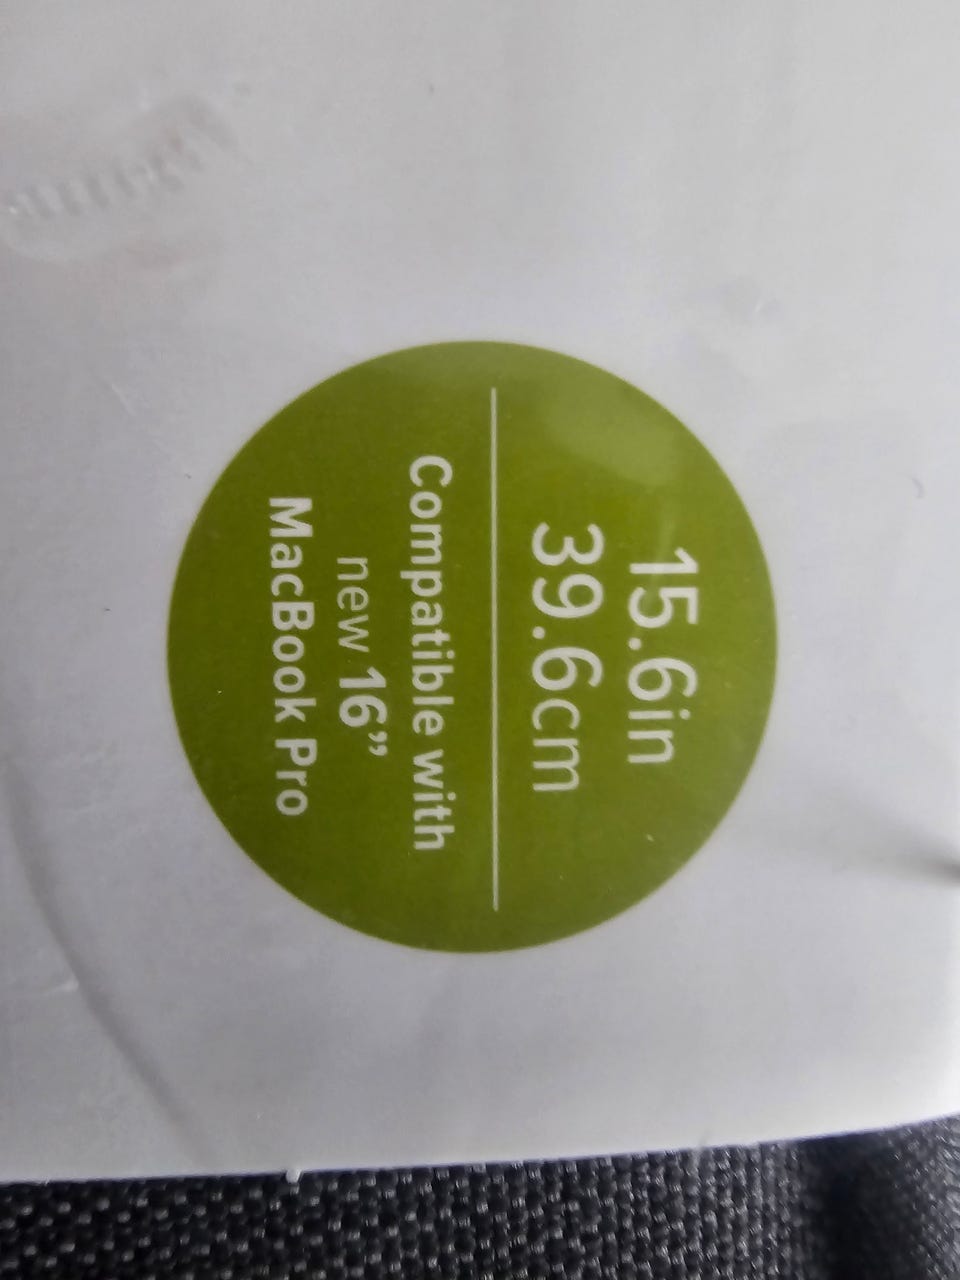 15.6in
39.6cm
Compatible with
new 16”
MacBook Pro